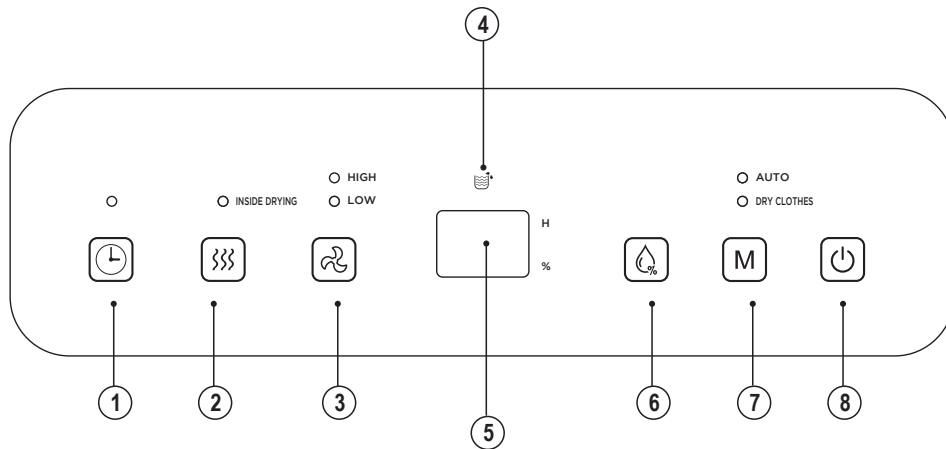 4
HIGH
INSIDE DRYING
LOW
H
%
AUTO
DRY CLOTHES
%
M
1
2
3
5
6
7
8